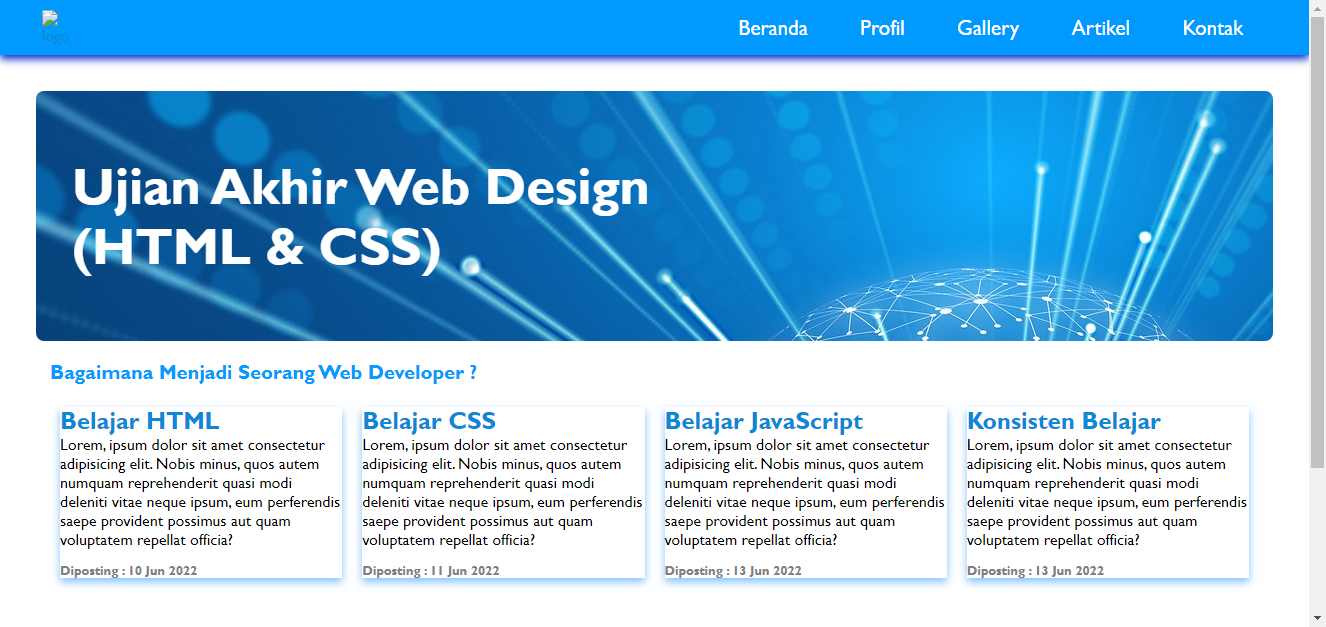 logo
Beranda Profil Gallery Artikel Kontak
Ujian Akhir Web Design
(HTML & CSS)
Bagaimana Menjadi Seorang Web Developer ?
Belajar HTML
Lorem, ipsum dolor sit amet consectetur
adipisicing elit. Nobis minus, quos autem
numquam reprehenderit quasi modi
deleniti vitae neque ipsum, eum perferendis
saepe provident possimus aut quam
voluptatem repellat officia?
Diposting : 10 Jun 2022
Belajar CSS
Lorem, ipsum dolor sit amet consectetur
adipisicing elit. Nobis minus, quos autem
numquam reprehenderit quasi modi
deleniti vitae neque ipsum, eum perferendis
saepe provident possimus aut quam
voluptatem repellat officia?
Diposting : 11 Jun 2022
Belajar JavaScript
Lorem, ipsum dolor sit amet consectetur
adipisicing elit. Nobis minus, quos autem
numquam reprehenderit quasi modi
deleniti vitae neque ipsum, eum perferendis
saepe provident possimus aut quam
voluptatem repellat officia?
Diposting : 13 Jun 2022
Konsisten Belajar
Lorem, ipsum dolor sit amet consectetur
adipisicing elit. Nobis minus, quos autem
numquam reprehenderit quasi modi
deleniti vitae neque ipsum, eum perferendis
saepe provident possimus aut quam
voluptatem repellat officia?
Diposting : 13 Jun 2022